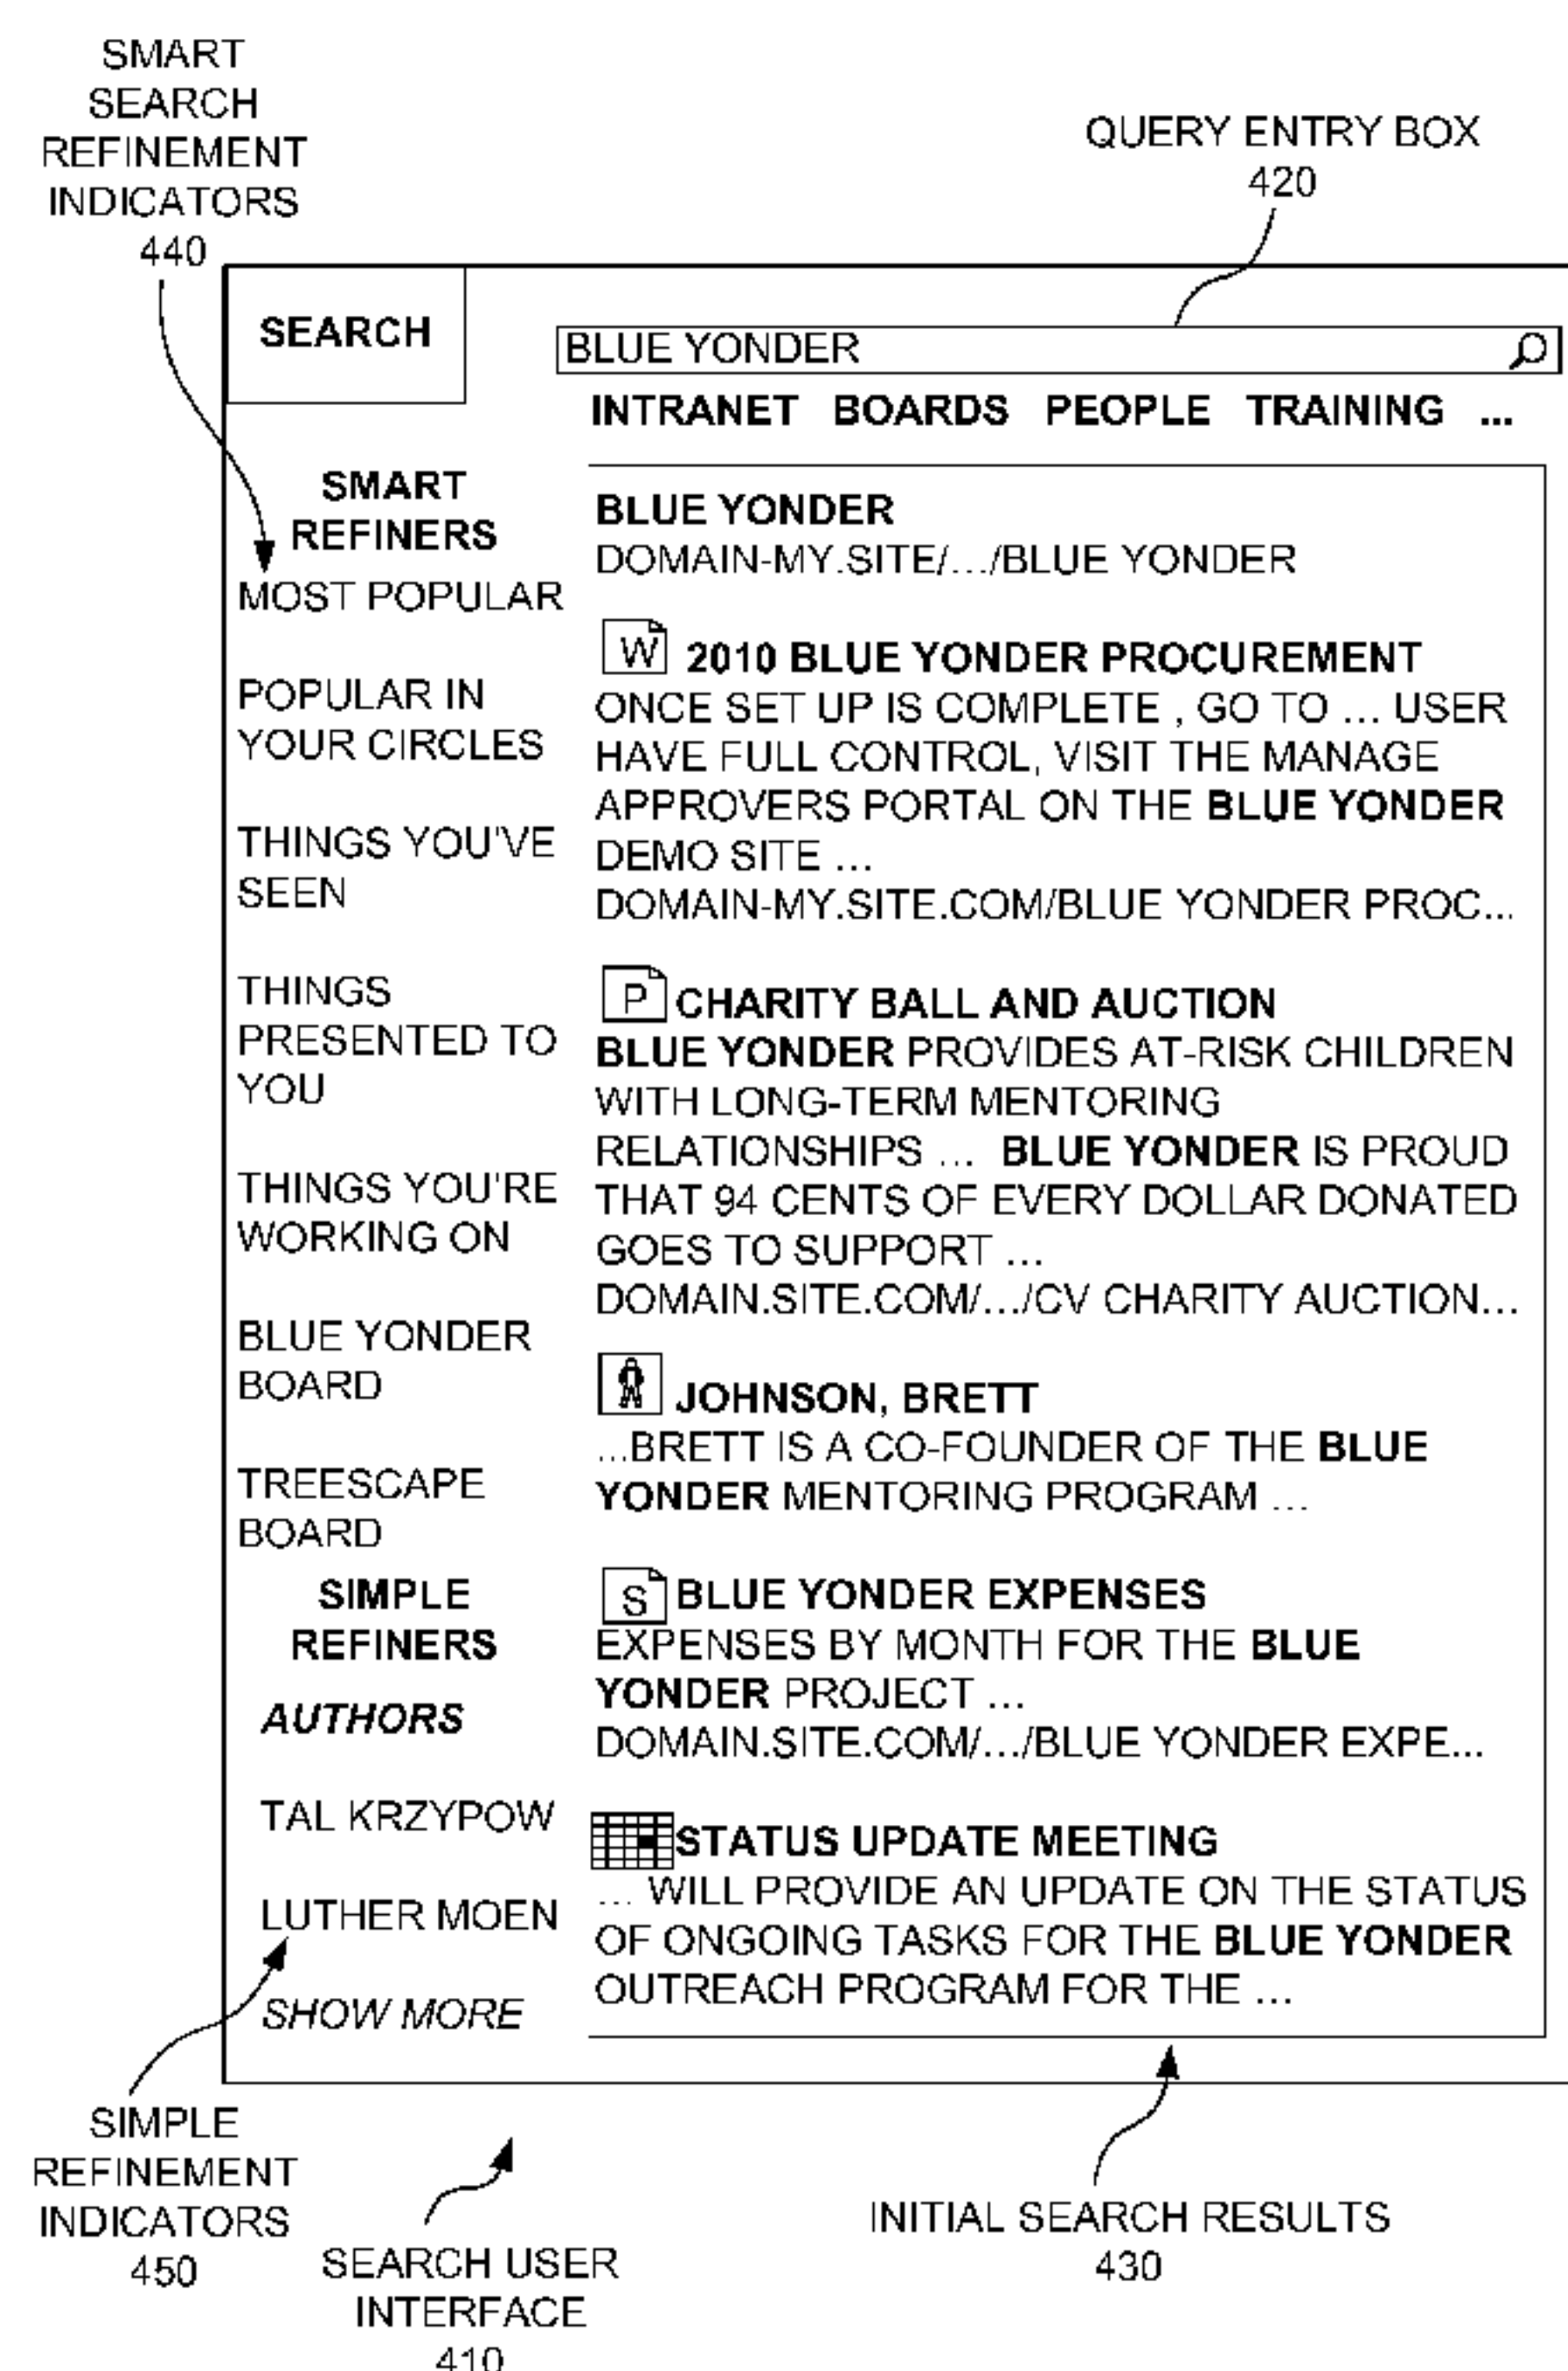 SMART
SEARCH
REFINEMENT
INDICATORS
440
QUERY ENTRY BOX
420
SEARCH
BLUE YONDER
INTRANET BOARDS PEOPLE TRAINING ...
SMART
REFINERS
MOST POPULAR
POPULAR IN
YOUR CIRCLES
THINGS YOU'VE
SEEN
THINGS
PRESENTED TO
YOU
THINGS YOU'RE
WORKING ON
BLUE YONDER
BOARD
TREESCAPE
BOARD
SIMPLE
REFINERS
AUTHORS
TAL KRZYPOW
LUTHER MOEN
SHOW MORE
BLUE YONDER
DOMAIN-MY.SITE/.../BLUE YONDER
W 2010 BLUE YONDER PROCUREMENT
ONCE SET UP IS COMPLETE , GO TO ... USER
HAVE FULL CONTROL, VISIT THE MANAGE
APPROVERS PORTAL ON THE BLUE YONDER
DEMO SITE ...
DOMAIN-MY.SITE.COM/BLUE YONDER PROC...
P CHARITY BALL AND AUCTION
BLUE YONDER PROVIDES AT-RISK CHILDREN
WITH LONG-TERM MENTORING
RELATIONSHIPS ... BLUE YONDER IS PROUD
THAT 94 CENTS OF EVERY DOLLAR DONATED
GOES TO SUPPORT ...
DOMAIN.SITE.COM/.../CV CHARITY AUCTION...
JOHNSON, BRETT
...BRETT IS A CO-FOUNDER OF THE BLUE
YONDER MENTORING PROGRAM ...
S BLUE YONDER EXPENSES
EXPENSES BY MONTH FOR THE BLUE
YONDER PROJECT ...
DOMAIN.SITE.COM/.../BLUE YONDER EXPE...
STATUS UPDATE MEETING
... WILL PROVIDE AN UPDATE ON THE STATUS
OF ONGOING TASKS FOR THE BLUE YONDER
OUTREACH PROGRAM FOR THE ...
SIMPLE
REFINEMENT
INDICATORS
450
SEARCH USER
INTERFACE
410
INITIAL SEARCH RESULTS
430